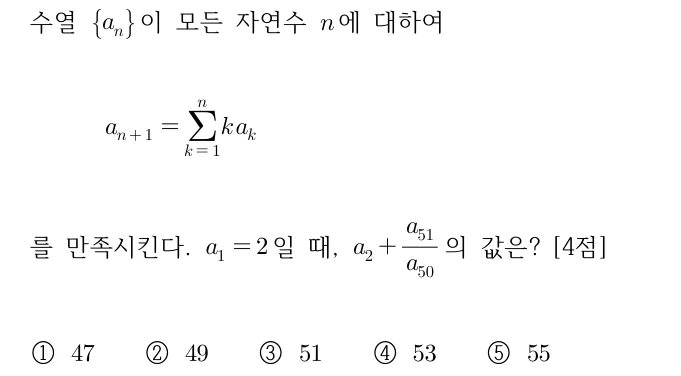 수열 {aₙ}이 모든 자연수 n에 대하여
aₙ₊₁ = ∑ₖ₌₁ⁿ kaₖ
를 만족시킨다. a₁ = 2일 때, a₂ + a₅₁/a₅₀ 의 값은? [4점]
① 47 ② 49 ③ 51 ④ 53 ⑤ 55